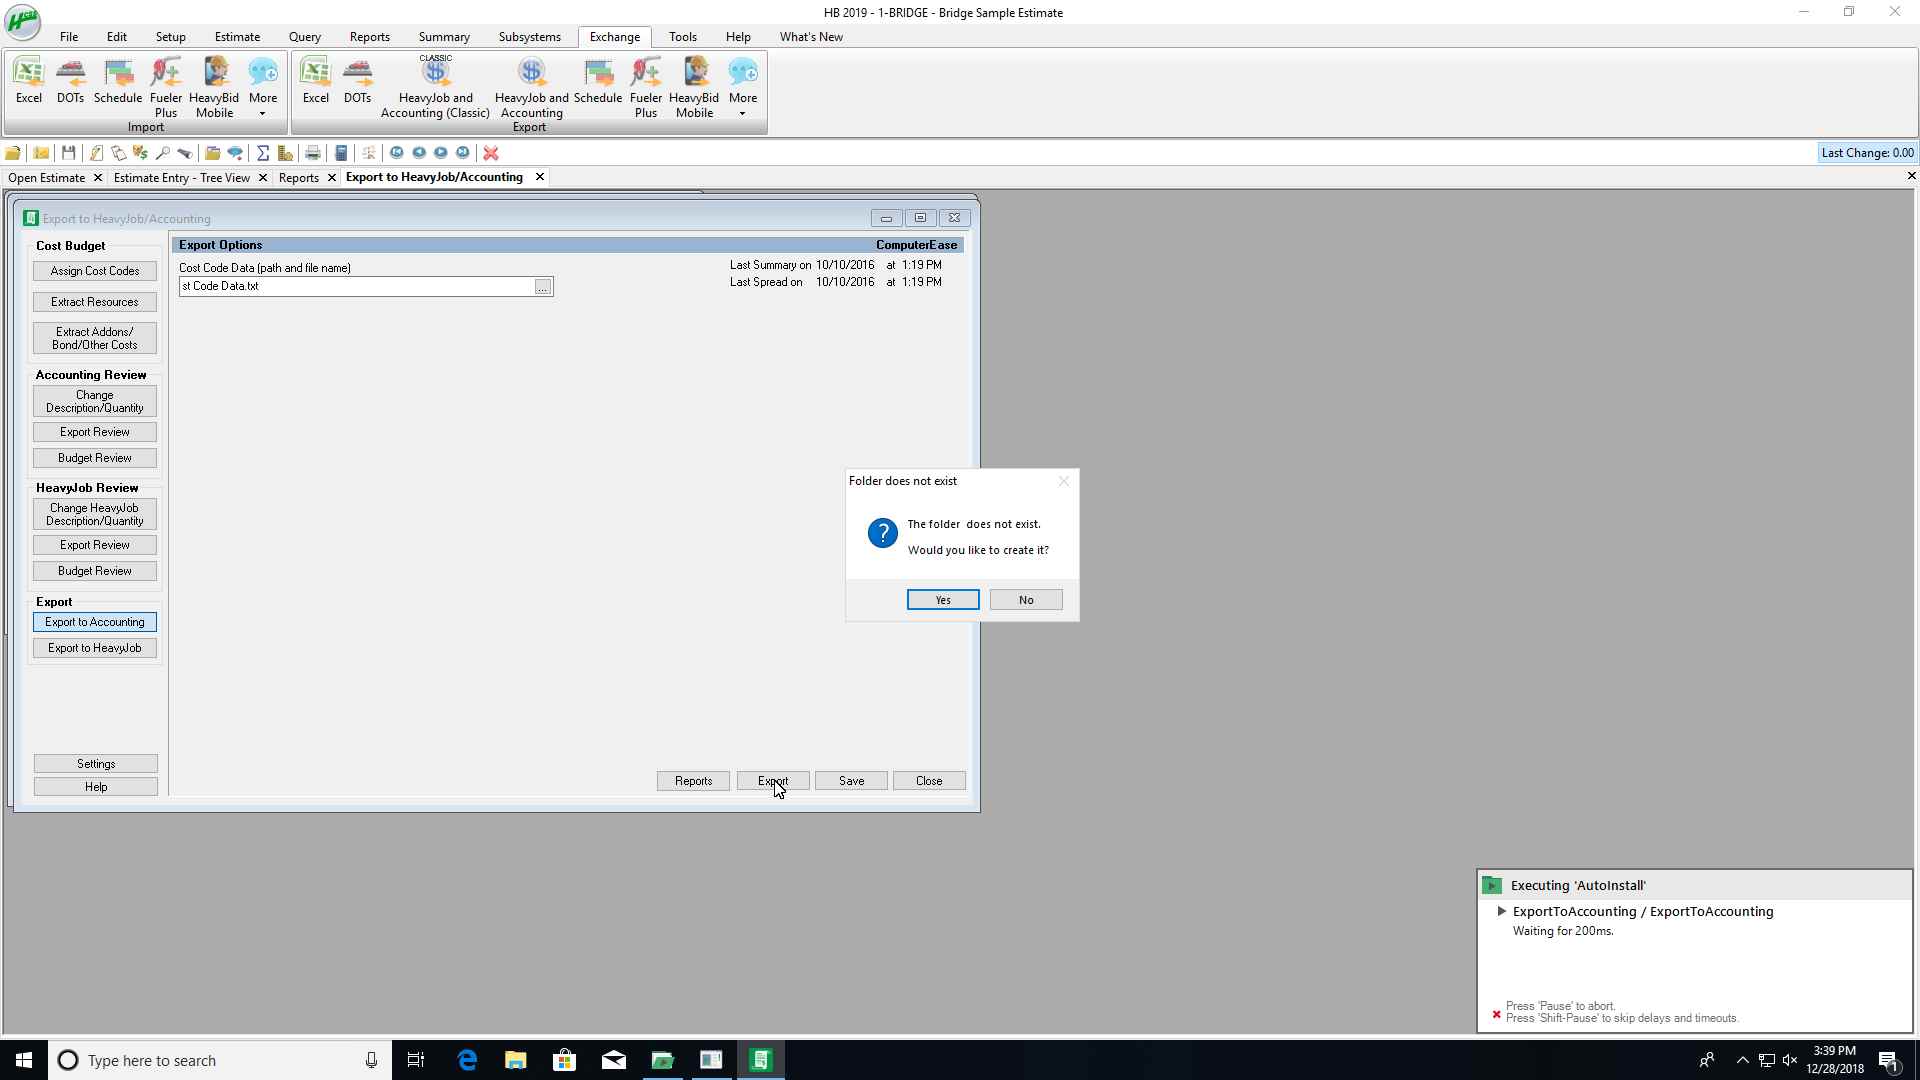 HB 2019 - 1-BRIDGE - Bridge Sample Estimate
HCSS
File Edit Setup Estimate Query Reports Summary Subsystems Exchange Tools Help What's New
Excel
DOTs
Schedule
Fueler Plus
HeavyBid Mobile
More
Import
Excel
DOTs
CLASSIC
HeavyJob and
Accounting (Classic)
HeavyJob and
Accounting
Schedule
Fueler
Plus
HeavyBid
Mobile
More
Export
Last Change: 0.00
Open Estimate
Estimate Entry - Tree View
Reports
Export to HeavyJob/Accounting
Export to HeavyJob/Accounting
Cost Budget
Assign Cost Codes
Extract Resources
Extract Addons/
Bond/Other Costs
Accounting Review
Change
Description/Quantity
Export Review
Budget Review
HeavyJob Review
Change HeavyJob
Description/Quantity
Export Review
Budget Review
Export
Export to Accounting
Export to HeavyJob
Settings
Help
Export Options
ComputerEase
Cost Code Data (path and file name)
st Code Data.txt
...
Last Summary on 10/10/2016 at 1:19 PM
Last Spread on 10/10/2016 at 1:19 PM
Folder does not exist
?
The folder  does not exist.
Would you like to create it?
Yes
No
Reports
Export
Save
Close
Executing 'AutoInstall'
ExportToAccounting / ExportToAccounting
Waiting for 200ms.
Press 'Pause' to abort.
Press 'Shift-Pause' to skip delays and timeouts.
Type here to search
3:39 PM
12/28/2018
1